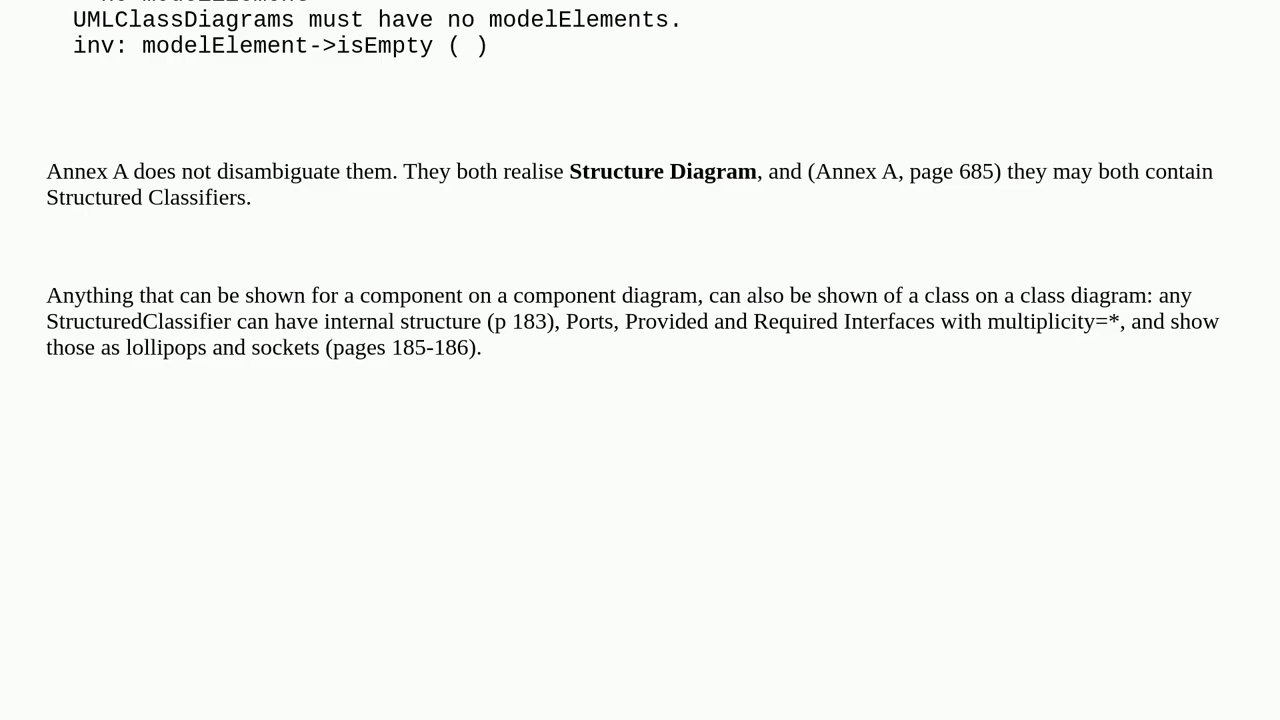 UMLClassDiagrams must have no modelElements.
inv: modelElement->isEmpty ( )
Annex A does not disambiguate them. They both realise Structure Diagram, and (Annex A, page 685) they may both contain
Structured Classifiers.
Anything that can be shown for a component on a component diagram, can also be shown of a class on a class diagram: any
StructuredClassifier can have internal structure (p 183), Ports, Provided and Required Interfaces with multiplicity=*, and show
those as lollipops and sockets (pages 185-186).